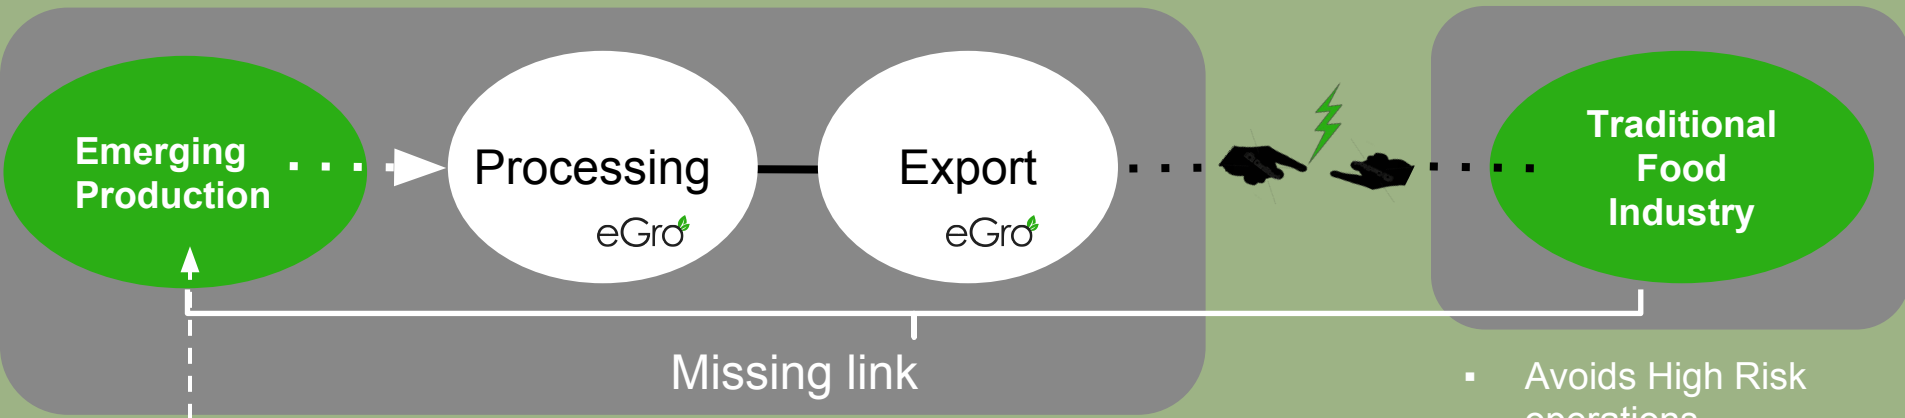 Emerging
Production
Processing
eGro
Export
eGro
Traditional
Food
Industry
Missing link
▪ Avoids High Risk